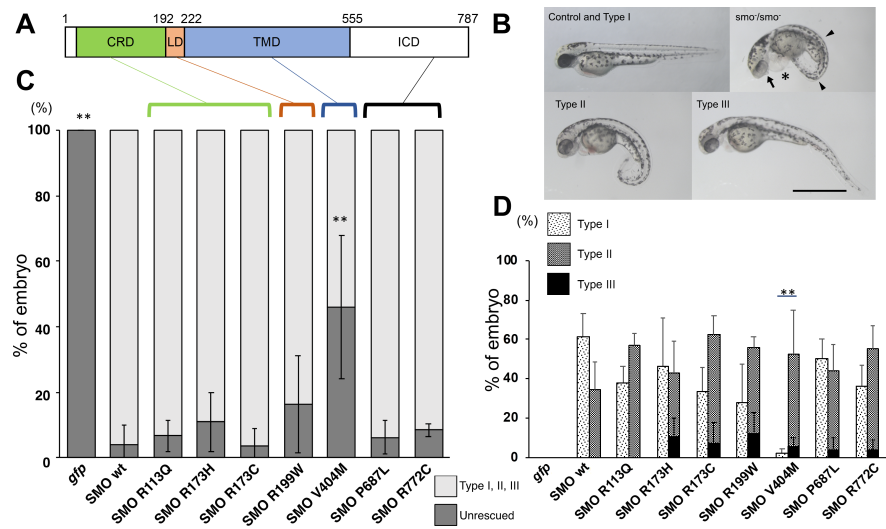 A
1 192 222 555 787
CRD LD TMD ICD
B
Control and Type I smo-/smo-
*
Type II Type III
C
(%)
** **
100
80
60
40
20
0
% of embryo
gfp SMO wt SMO R113Q SMO R173H SMO R173C SMO R199W SMO V404M SMO P687L SMO R772C
Type I, II, III
Unrescued
D
(%)
Type I
Type II
Type III
**
100
80
60
40
20
0
% of embryo
gfp SMO wt SMO R113Q SMO R173H SMO R173C SMO R199W SMO V404M SMO P687L SMO R772C